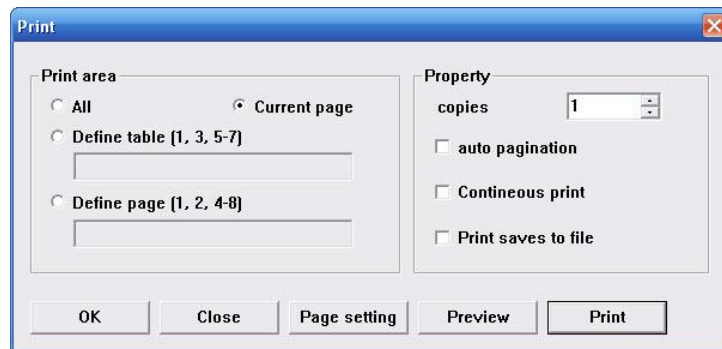 Print
Print area
All
Current page
Define table (1, 3, 5-7)
Define page (1, 2, 4-8)
Property
copies
1
auto pagination
Contineous print
Print saves to file
OK
Close
Page setting
Preview
Print